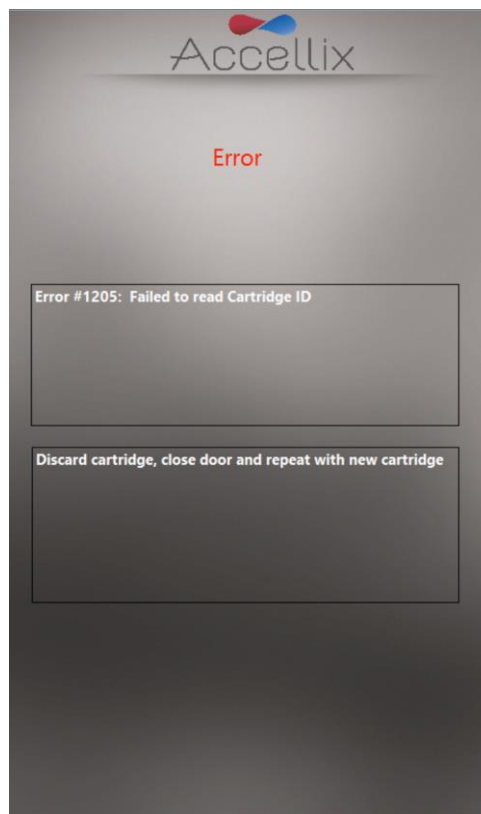 Accellix
Error
Error #1205: Failed to read Cartridge ID
Discard cartridge, close door and repeat with new cartridge